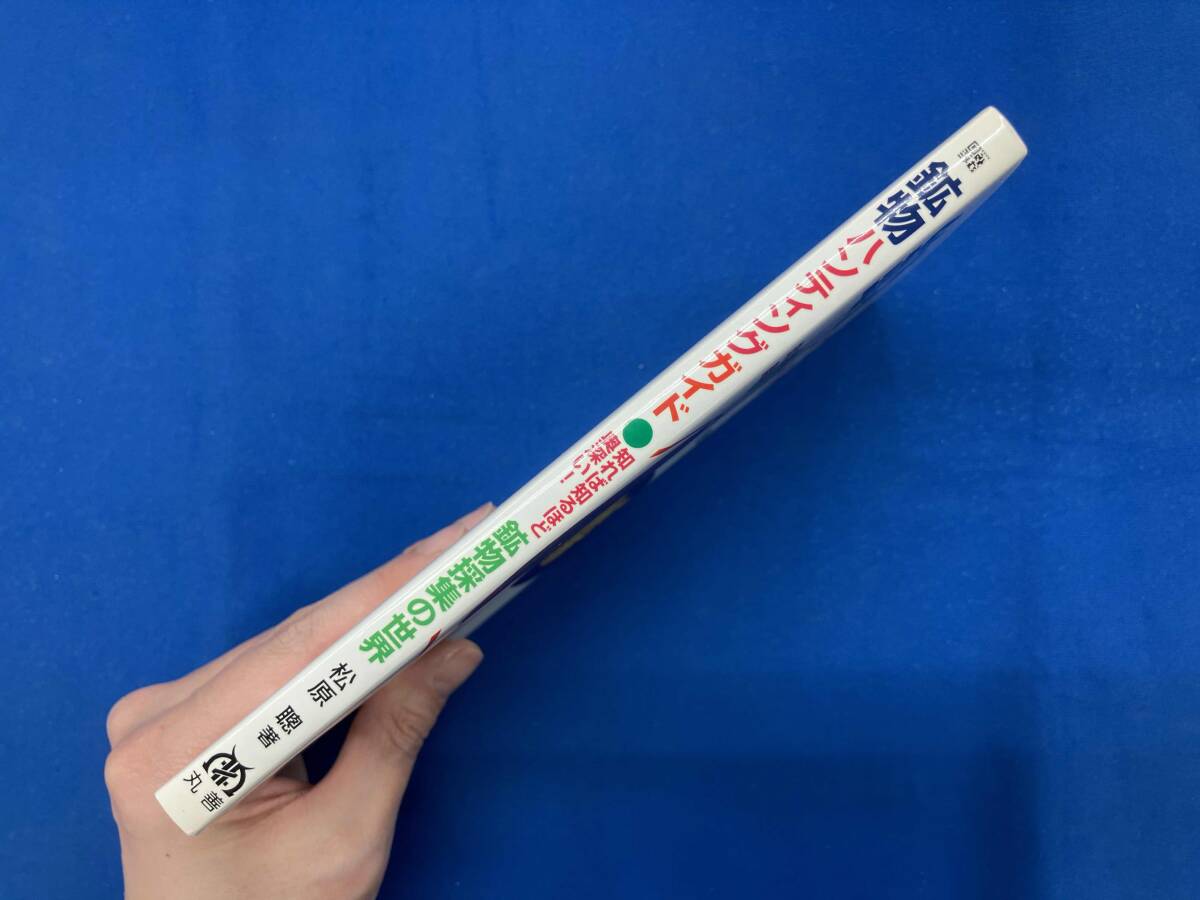 鉱物ハンティングガイド
知れば知るほど
奥深い!
鉱物採集の世界
松原 聰 著
丸善